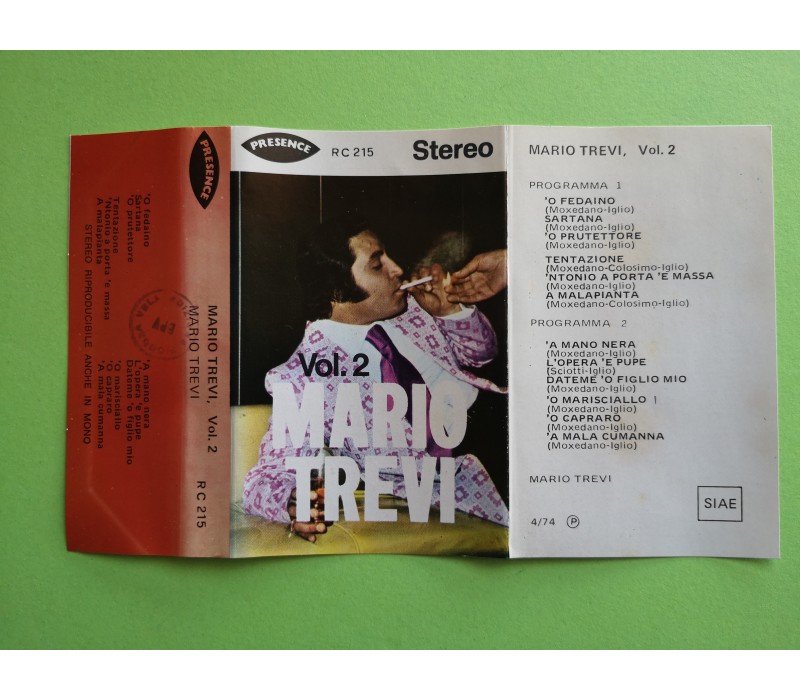 PRESENCE
'O fedaino
Sartana
'O prutettore
Tentazione
'Ntonio a porta 'e massa
A malapianta
STEREO RIPRODUCIBILE ANCHE IN MONO
'A mano nera
L'opera 'e pupe
Dateme 'o figlio mio
'O marisciallo
'O capraro
'A mala cumanna
MARIO TREVI, Vol. 2
MARIO TREVI
RC 215
PRESENCE
RC 215
Stereo
Vol. 2
MARIO
TREVI
MARIO TREVI, Vol. 2
PROGRAMMA 1
'O FEDAINO
(Moxedano-Iglio)
SARTANA
(Moxedano-Iglio)
'O PRUTETTORE
(Moxedano-Iglio)
TENTAZIONE
(Moxedano-Colosimo-Iglio)
'NTONIO A PORTA 'E MASSA
(Moxedano-Iglio)
A MALAPIANTA
(Moxedano-Colosimo-Iglio)
PROGRAMMA 2
'A MANO NERA
(Moxedano-Iglio)
L'OPERA 'E PUPE
(Sciotti-Iglio)
DATEME 'O FIGLIO MIO
(Moxedano-Iglio)
'O MARISCIALLO
(Moxedano-Iglio)
'O CAPRARO
(Moxedano-Iglio)
'A MALA CUMANNA
(Moxedano-Iglio)
MARIO TREVI
SIAE
4/74 Ⓟ